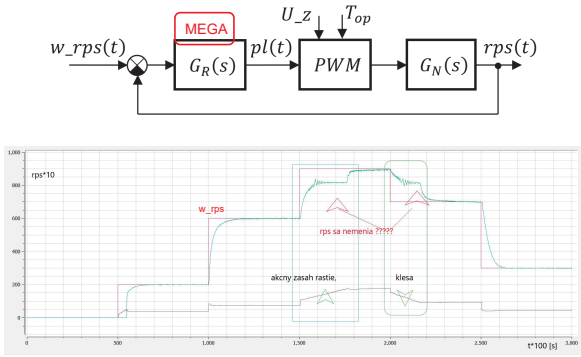 U_z T_op
MEGA
w_rps(t) G_R(s) pl(t) PWM G_N(s) rps(t)
1,000
rps*10
800
w_rps
600
rps sa nemenia ?????
400
akcny zasah rastie, klesa
200
0
t*100 [s]
0 500 1,000 1,500 2,000 2,500 3,000